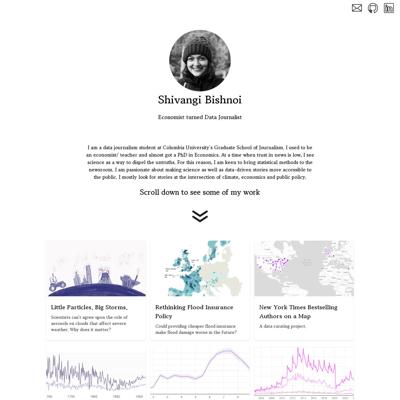 Shivangi Bishnoi
Economist turned Data Journalist
I am a data journalism student at Columbia University's Graduate School of Journalism. I used to be
an economist/ teacher and almost got a PhD in Economics. At a time when trust in news is low, I see
science as a way to dispel the untruths. For this reason, I am keen to bring statistical methods to the
newsroom. I am passionate about making science as well as data-driven stories more accessible to
the public. I mostly look for stories at the intersection of climate, economics and public policy.
Scroll down to see some of my work
Little Particles, Big Storms.
Scientists can't agree upon the role of
aerosols on clouds that affect severe
weather. Why does it matter?
Rethinking Flood Insurance
Policy
Could providing cheaper flood insurance
make flood damage worse in the future?
New York Times Bestselling
Authors on a Map
A data curating project.